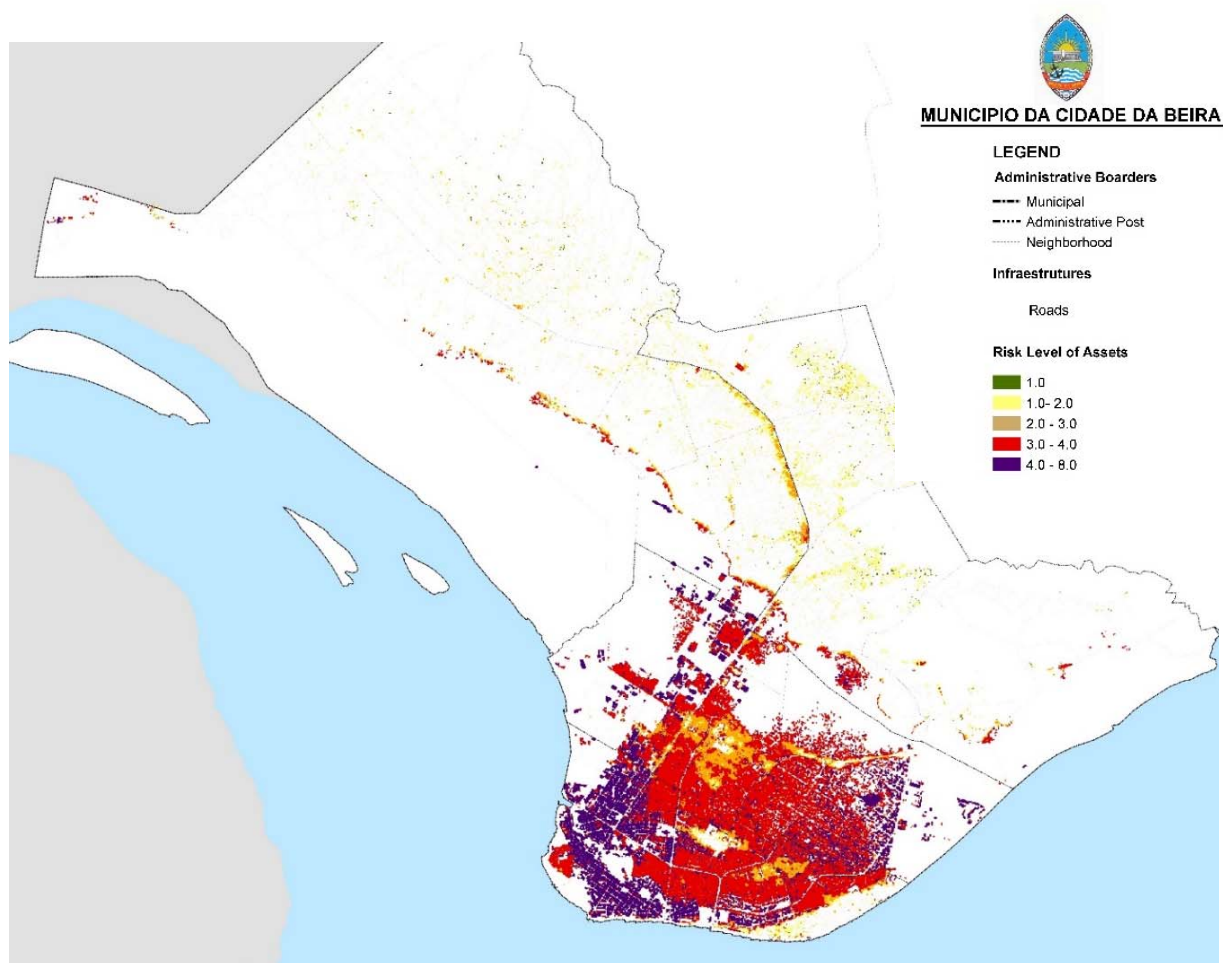 MUNICIPIO DA CIDADE DA BEIRA
LEGEND
Administrative Boarders
Municipal
Administrative Post
Neighborhood
Infraestrutures
Roads
Risk Level of Assets
1.0
1.0- 2.0
2.0 - 3.0
3.0 - 4.0
4.0 - 8.0